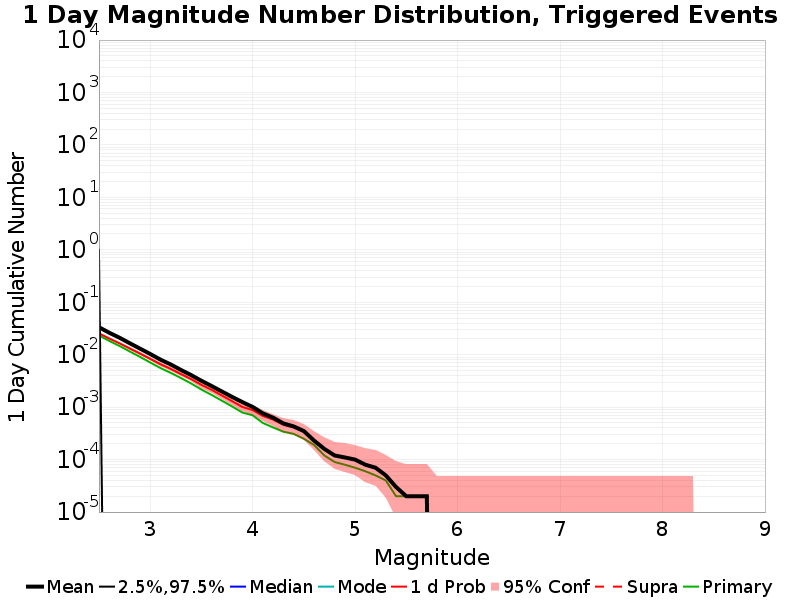 1 Day Magnitude Number Distribution, Triggered Events
1 Day Cumulative Number
10^4
10^3
10^2
10^1
10^0
10^-1
10^-2
10^-3
10^-4
10^-5
3 4 5 6 7 8 9
Magnitude
Mean 2.5%,97.5% Median Mode 1 d Prob 95% Conf Supra Primary